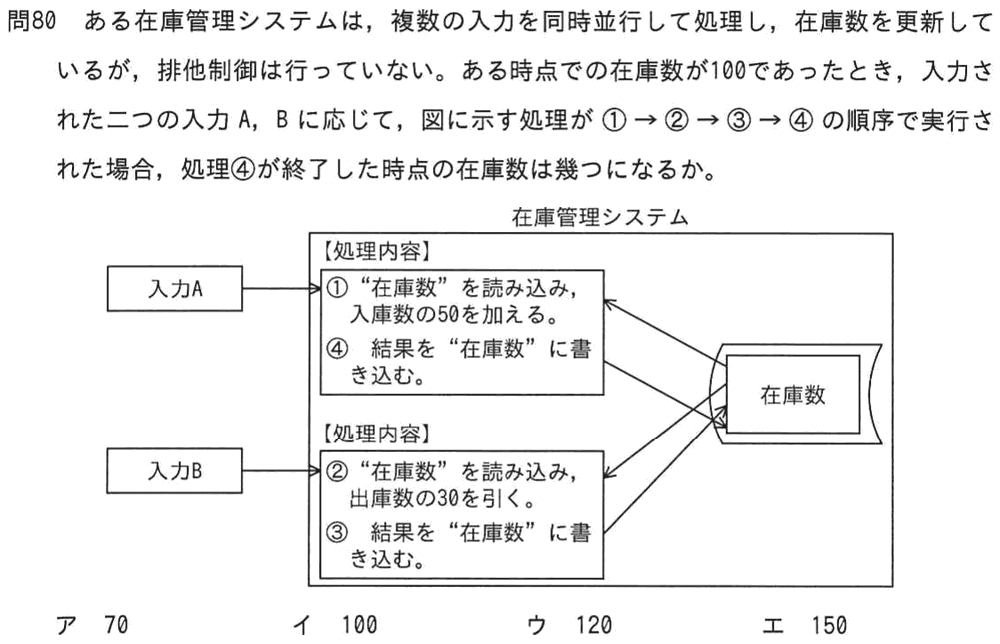 問80 ある在庫管理システムは，複数の入力を同時並行して処理し，在庫数を更新して
いるが，排他制御は行っていない。ある時点での在庫数が100であったとき，入力さ
れた二つの入力 A，B に応じて，図に示す処理が ① → ② → ③ → ④ の順序で実行さ
れた場合，処理④が終了した時点の在庫数は幾つになるか。
在庫管理システム
【処理内容】
入力A
① “在庫数” を読み込み，
入庫数の50を加える。
④ 結果を “在庫数” に書
き込む。
在庫数
【処理内容】
入力B
② “在庫数” を読み込み，
出庫数の30を引く。
③ 結果を “在庫数” に書
き込む。
ア 70 イ 100 ウ 120 エ 150